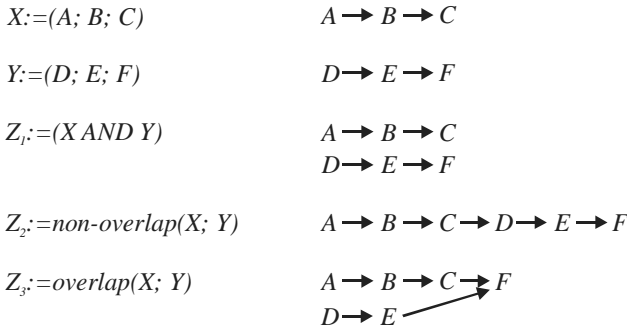 X:=(A; B; C) A → B → C
Y:=(D; E; F) D → E → F
Z₁:=(X AND Y) A → B → C
D → E → F
Z₂:=non-overlap(X; Y) A → B → C → D → E → F
Z₃:=overlap(X; Y) A → B → C → F
D → E